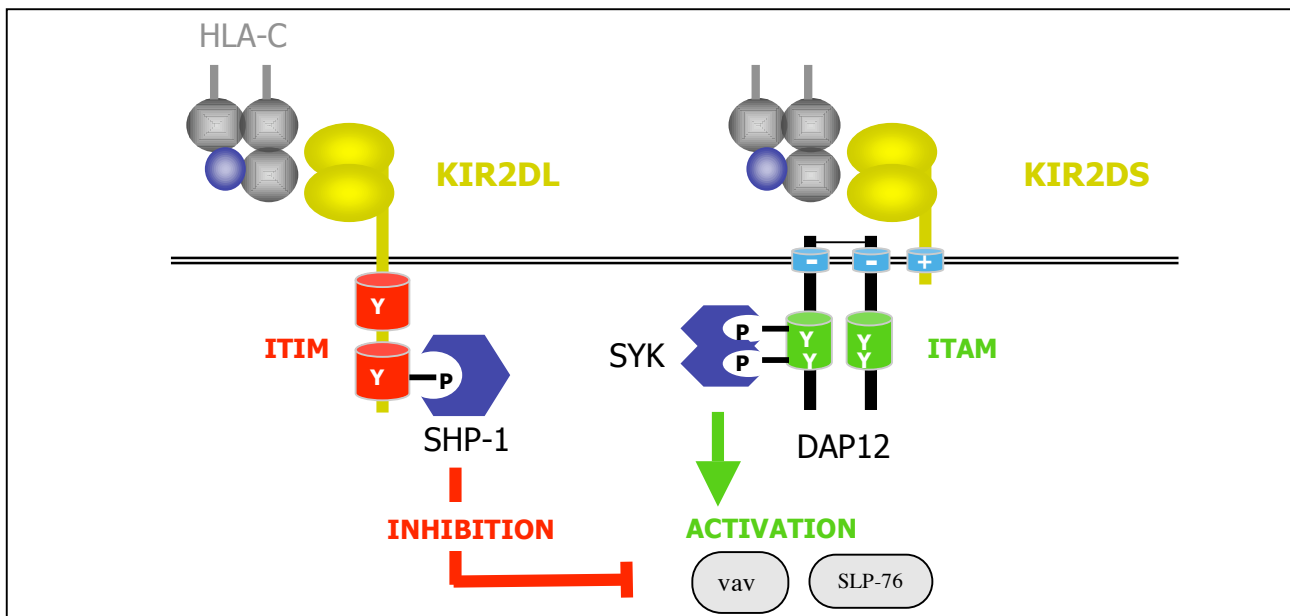 HLA-C
KIR2DL
KIR2DS
- - +
Y
ITIM
Y
P
SHP-1
INHIBITION
SYK
P
P
Y Y
Y Y
ITAM
DAP12
ACTIVATION
vav
SLP-76